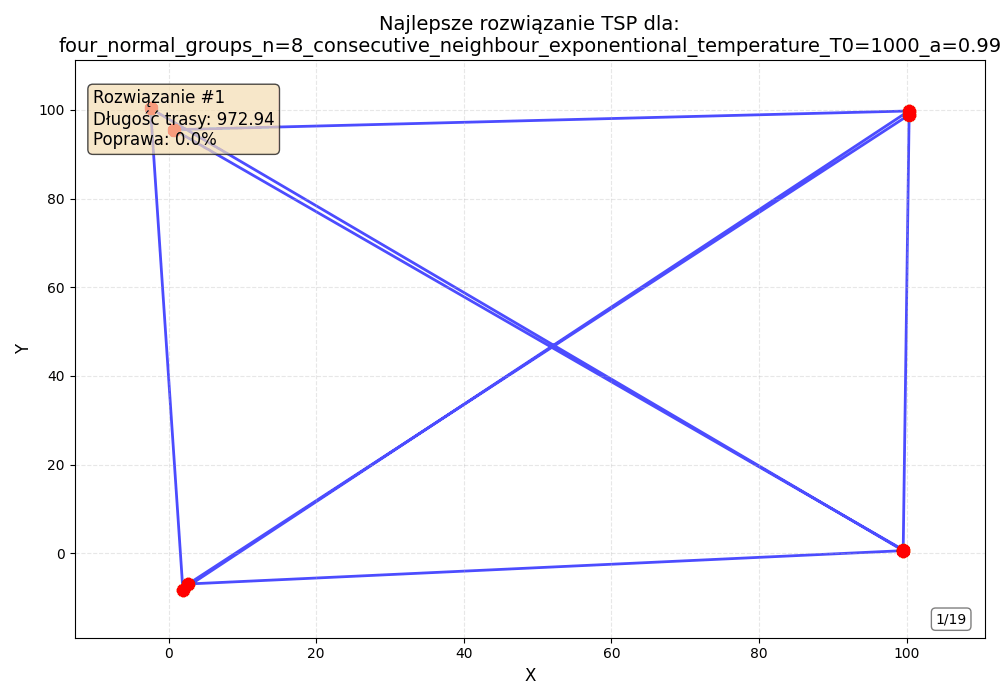 Najlepsze rozwiązanie TSP dla:
four_normal_groups_n=8_consecutive_neighbour_exponentional_temperature_T0=1000_a=0.99
Rozwiązanie #1
Długość trasy: 972.94
Poprawa: 0.0%
100
80
60
40
20
0
Y
1/19
0 20 40 60 80 100
X